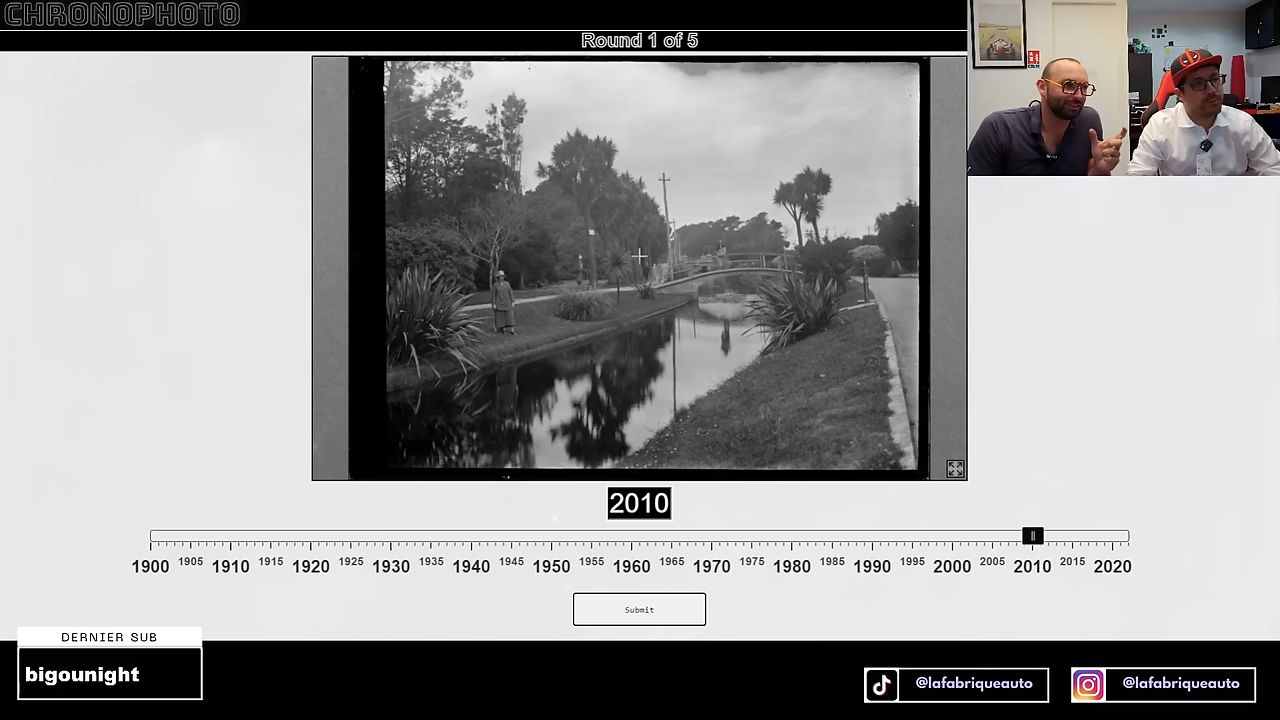 CHRONOPHOTO
Round 1 of 5
2010
1900 1905 1910 1915 1920 1925 1930 1935 1940 1945 1950 1955 1960 1965 1970 1975 1980 1985 1990 1995 2000 2005 2010 2015 2020
Submit
DERNIER SUB
bigounight
@lafabriqueauto
@lafabriqueauto